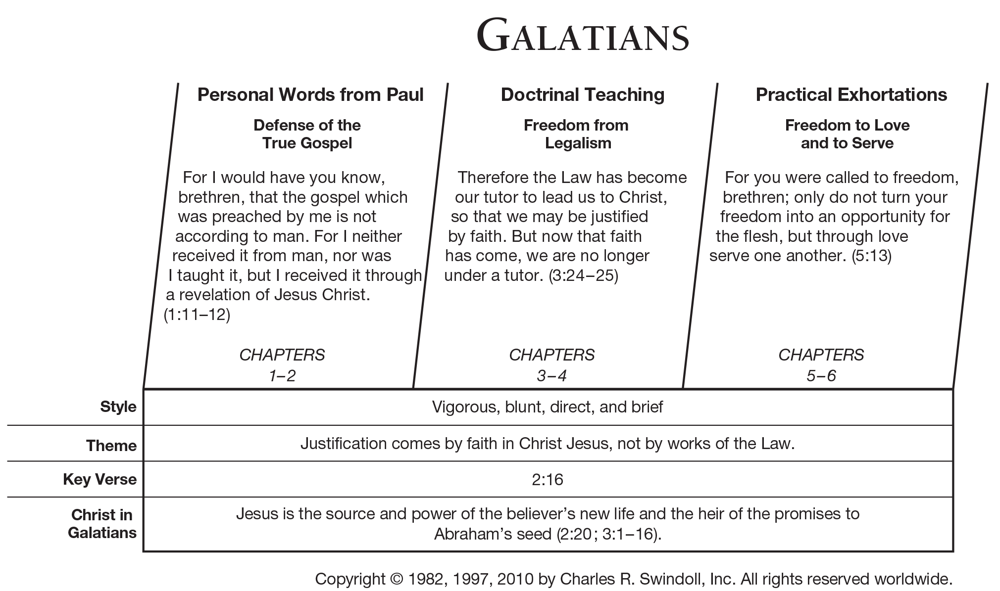 GALATIANS
Personal Words from Paul
Defense of the
True Gospel
For I would have you know,
brethren, that the gospel which
was preached by me is not
according to man. For I neither
received it from man, nor was
I taught it, but I received it through
a revelation of Jesus Christ.
(1:11–12)
CHAPTERS
1–2
Doctrinal Teaching
Freedom from
Legalism
Therefore the Law has become
our tutor to lead us to Christ,
so that we may be justified
by faith. But now that faith
has come, we are no longer
under a tutor. (3:24–25)
CHAPTERS
3–4
Practical Exhortations
Freedom to Love
and to Serve
For you were called to freedom,
brethren; only do not turn your
freedom into an opportunity for
the flesh, but through love
serve one another. (5:13)
CHAPTERS
5–6
Style
Vigorous, blunt, direct, and brief
Theme
Justification comes by faith in Christ Jesus, not by works of the Law.
Key Verse
2:16
Christ in
Galatians
Jesus is the source and power of the believer’s new life and the heir of the promises to
Abraham’s seed (2:20; 3:1–16).
Copyright © 1982, 1997, 2010 by Charles R. Swindoll, Inc. All rights reserved worldwide.